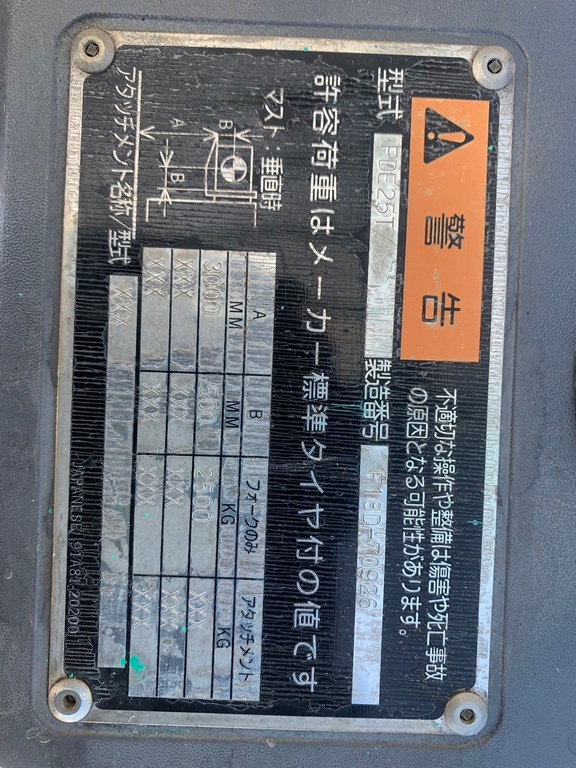 警告
不適切な操作や整備は傷害や死亡事故
の原因となる可能性があります。
型式 FDE25T 製造番号 F18D-70926
許容荷重はメーカー標準タイヤ付の値です
マスト:垂直時
A
B
B
A B フォークのみ アタッチメント
MM MM KG KG
3000 500 2500 XXX
XXX XXX XXX XXX
XXX XXX XXX XXX
アタッチメント名称/型式 XXX
JAPANESE 9TA81-20200